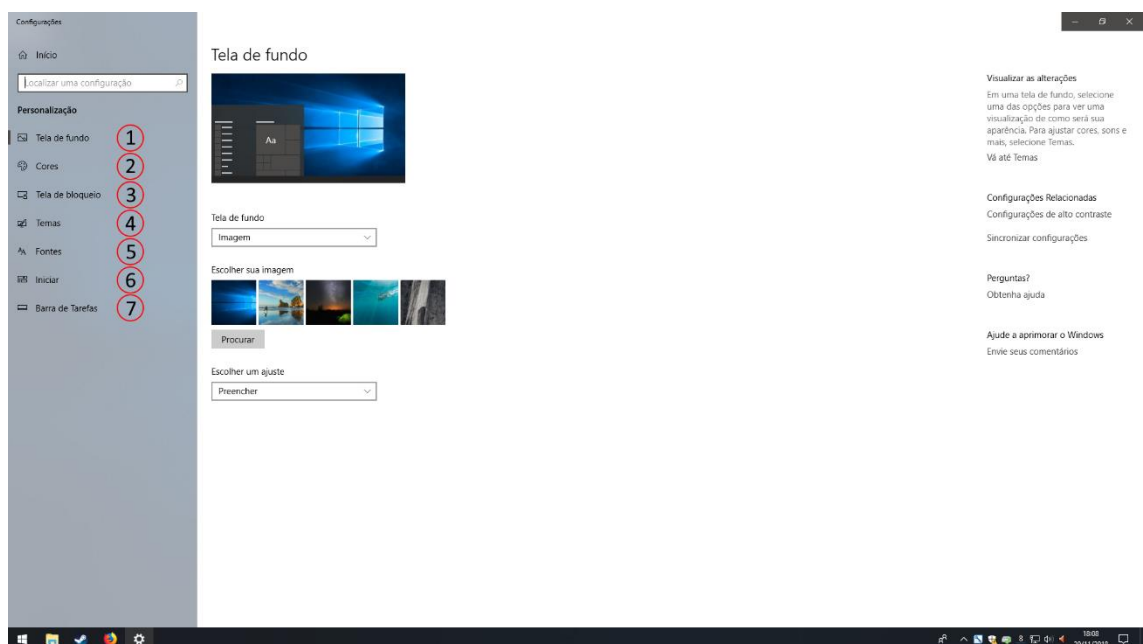 Configurações
Início
Localizar uma configuração
Personalização
Tela de fundo 1
Cores 2
Tela de bloqueio 3
Temas 4
Fontes 5
Iniciar 6
Barra de Tarefas 7
Tela de fundo
Aa
Tela de fundo
Imagem
Escolher sua imagem
Procurar
Escolher um ajuste
Preencher
Visualizar as alterações
Em uma tela de fundo, selecione
uma das opções para ver uma
visualização de como será sua
aparência. Para ajustar cores, sons e
mais, selecione Temas.
Vá até Temas
Configurações Relacionadas
Configurações de alto contraste
Sincronizar configurações
Perguntas?
Obtenha ajuda
Ajude a aprimorar o Windows
Envie seus comentários
18:08